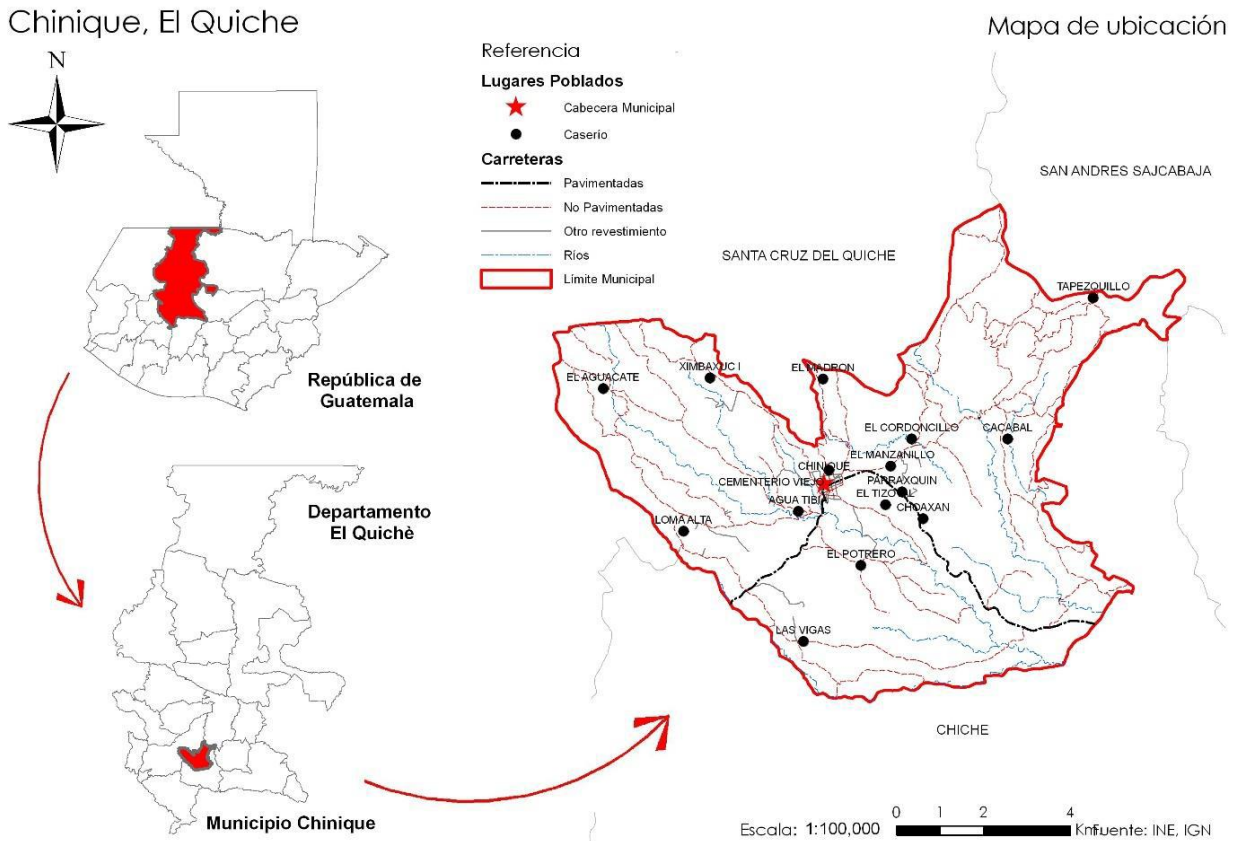 Chinique, El Quiche
Mapa de ubicación
N
Referencia
Lugares Poblados
Cabecera Municipal
Caserío
Carreteras
Pavimentadas
No Pavimentadas
Otro revestimiento
Ríos
Límite Municipal
República de
Guatemala
Departamento
El Quichè
Municipio Chinique
SAN ANDRES SAJCABAJA
SANTA CRUZ DEL QUICHE
TAPEZQUILLO
XIMBAXUC I
EL MADRON
EL AGUACATE
EL CORDONCILLO
CACABAL
EL MANZANILLO
CHINIQUE
CEMENTERIO VIEJO
PARRAXQUIN
AGUA TIBIA
CHOAXAN
LOMA ALTA
EL POTRERO
LAS VIGAS
CHICHE
Escala: 1:100,000
0 1 2 4
Km
Fuente: INE, IGN